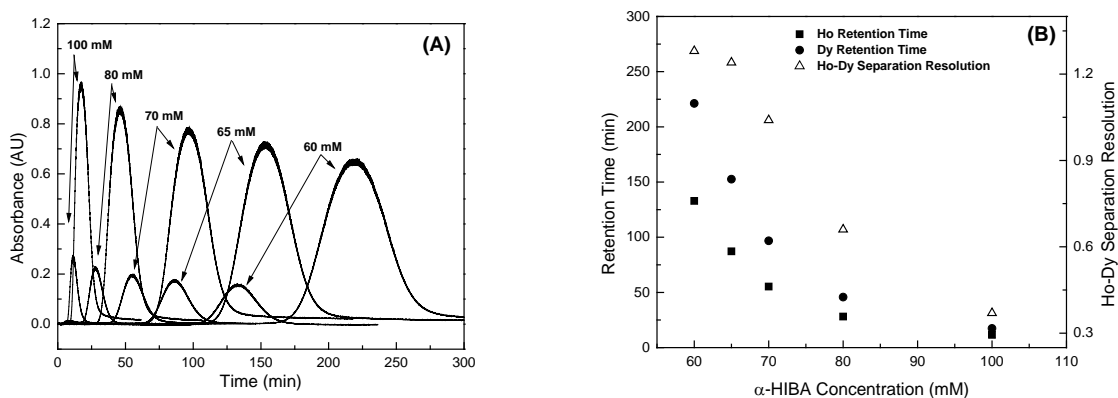 (A)
1.2
1.0
0.8
0.6
0.4
0.2
0.0
Absorbance (AU)
100 mM
80 mM
70 mM
65 mM
60 mM
0 50 100 150 200 250 300
Time (min)
(B)
Ho Retention Time
Dy Retention Time
Ho-Dy Separation Resolution
300
250
200
150
100
50
0
Retention Time (min)
1.2
0.9
0.6
0.3
Ho-Dy Separation Resolution
60 70 80 90 100 110
α-HIBA Concentration (mM)